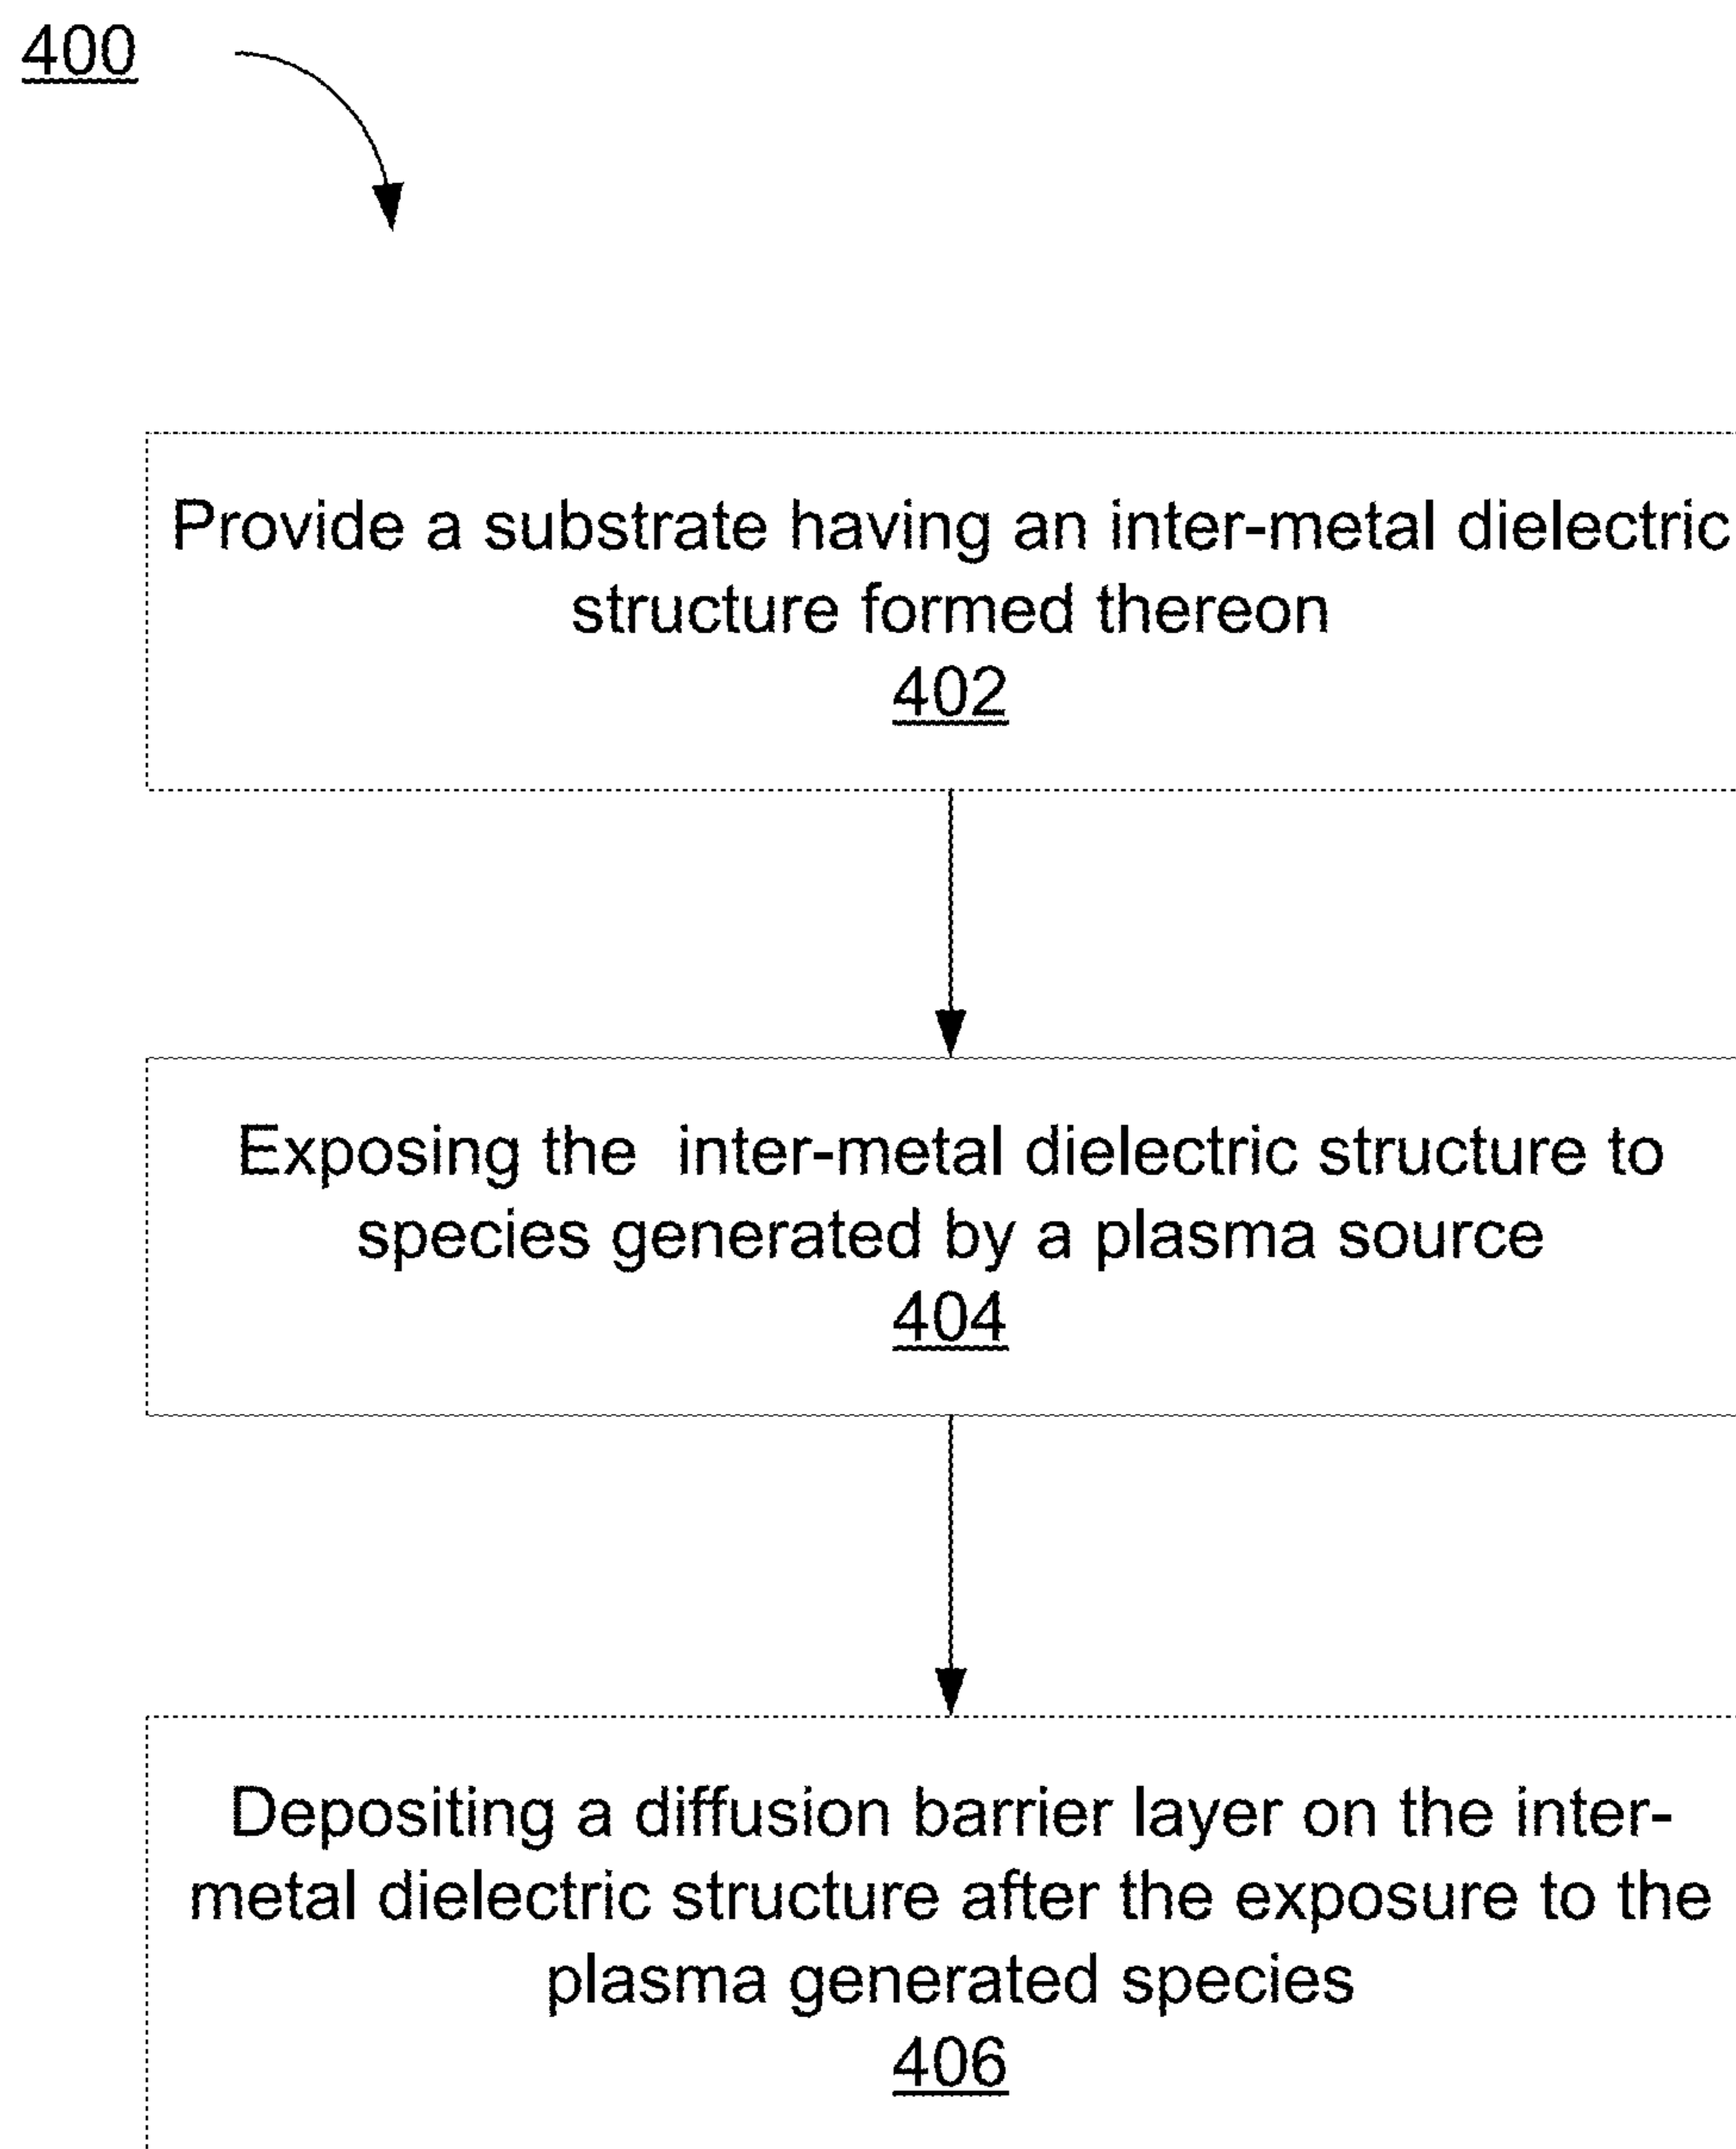 400
Provide a substrate having an inter-metal dielectric
structure formed thereon
402
Exposing the inter-metal dielectric structure to
species generated by a plasma source
404
Depositing a diffusion barrier layer on the inter-
metal dielectric structure after the exposure to the
plasma generated species
406